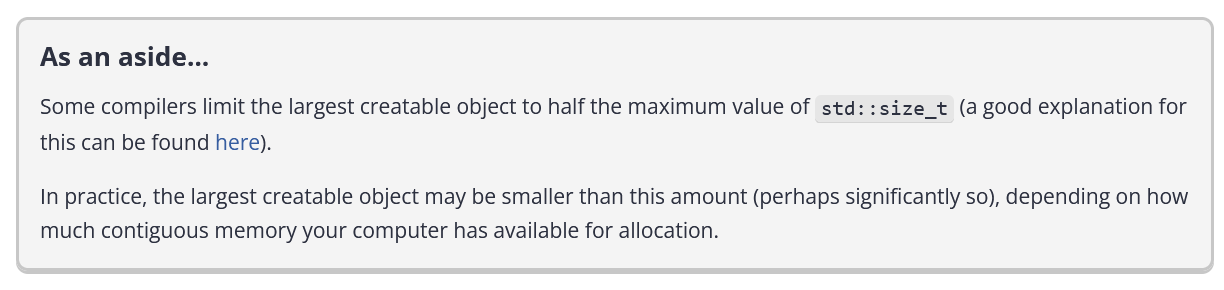 As an aside...
Some compilers limit the largest creatable object to half the maximum value of std::size_t (a good explanation for
this can be found here).
In practice, the largest creatable object may be smaller than this amount (perhaps significantly so), depending on how
much contiguous memory your computer has available for allocation.